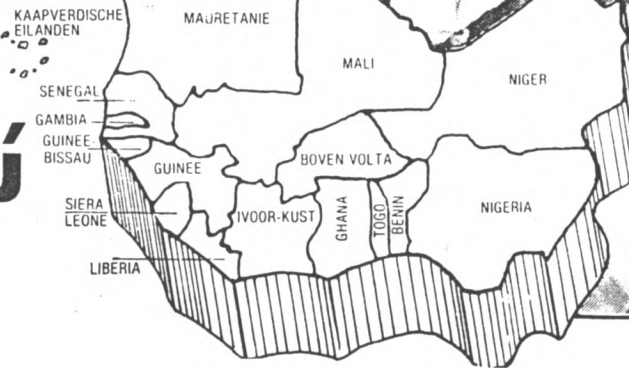 KAAPVERDISCHE
EILANDEN
MAURETANIE
MALI
NIGER
SENEGAL
GAMBIA
GUINEE-
BISSAU
GUINEE
BOVEN VOLTA
SIERA
LEONE
IVOOR-KUST
GHANA
TOGO
BENIN
NIGERIA
LIBERIA